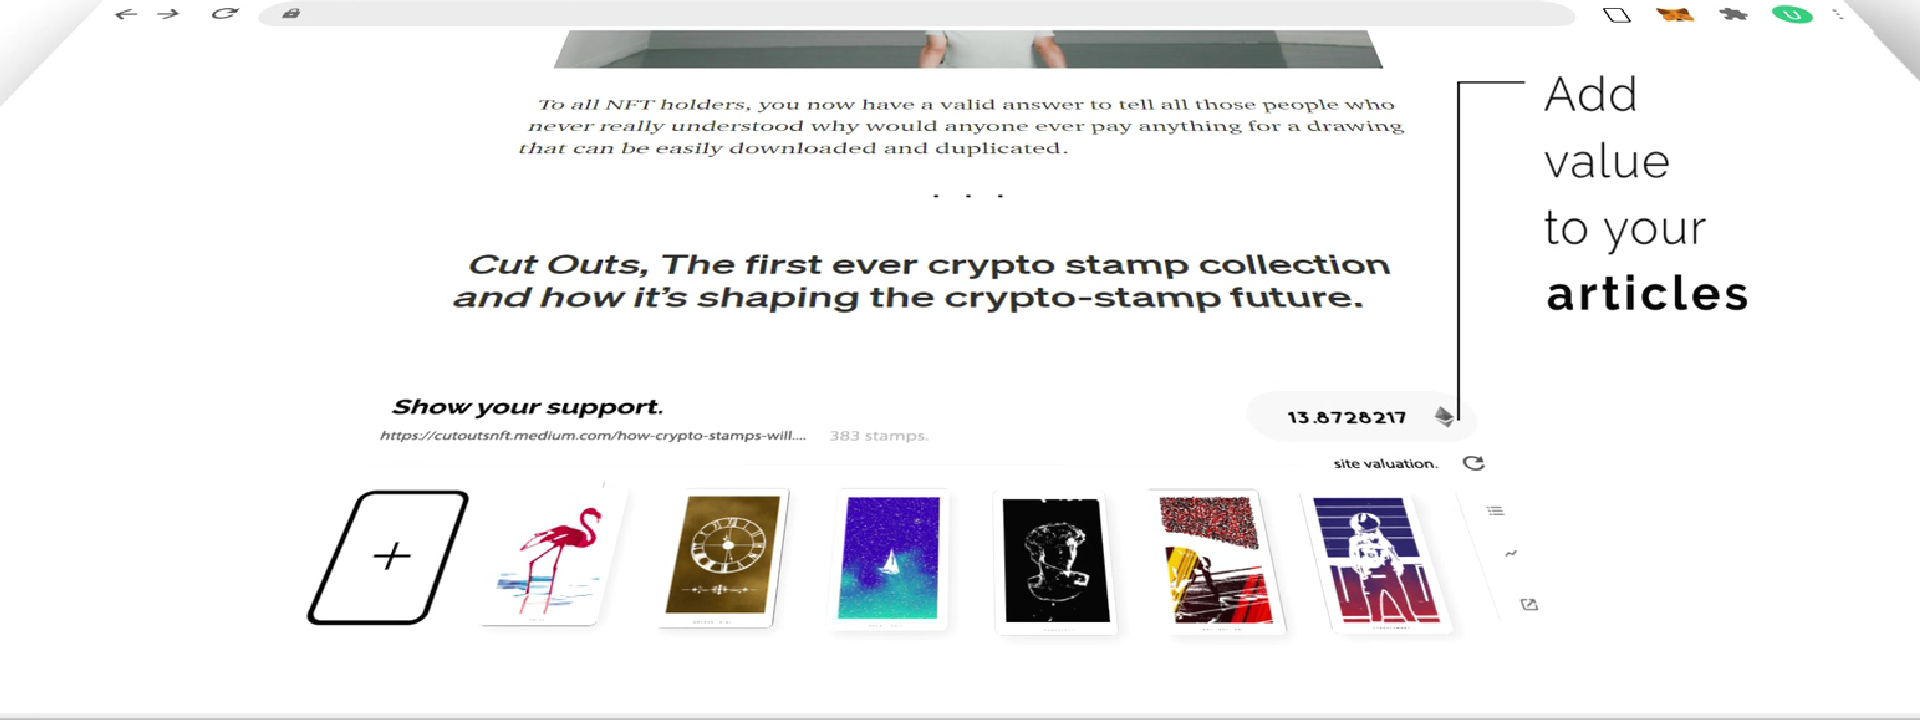 To all NFT holders, you now have a valid answer to tell all those people who
never really understood why would anyone ever pay anything for a drawing
that can be easily downloaded and duplicated.
. . .
Cut Outs, The first ever crypto stamp collection
and how it's shaping the crypto-stamp future.
Add
value
to your
articles
Show your support.
https://cutoutsnft.medium.com/how-crypto-stamps-will.... 383 stamps.
13.8728217
site valuation.